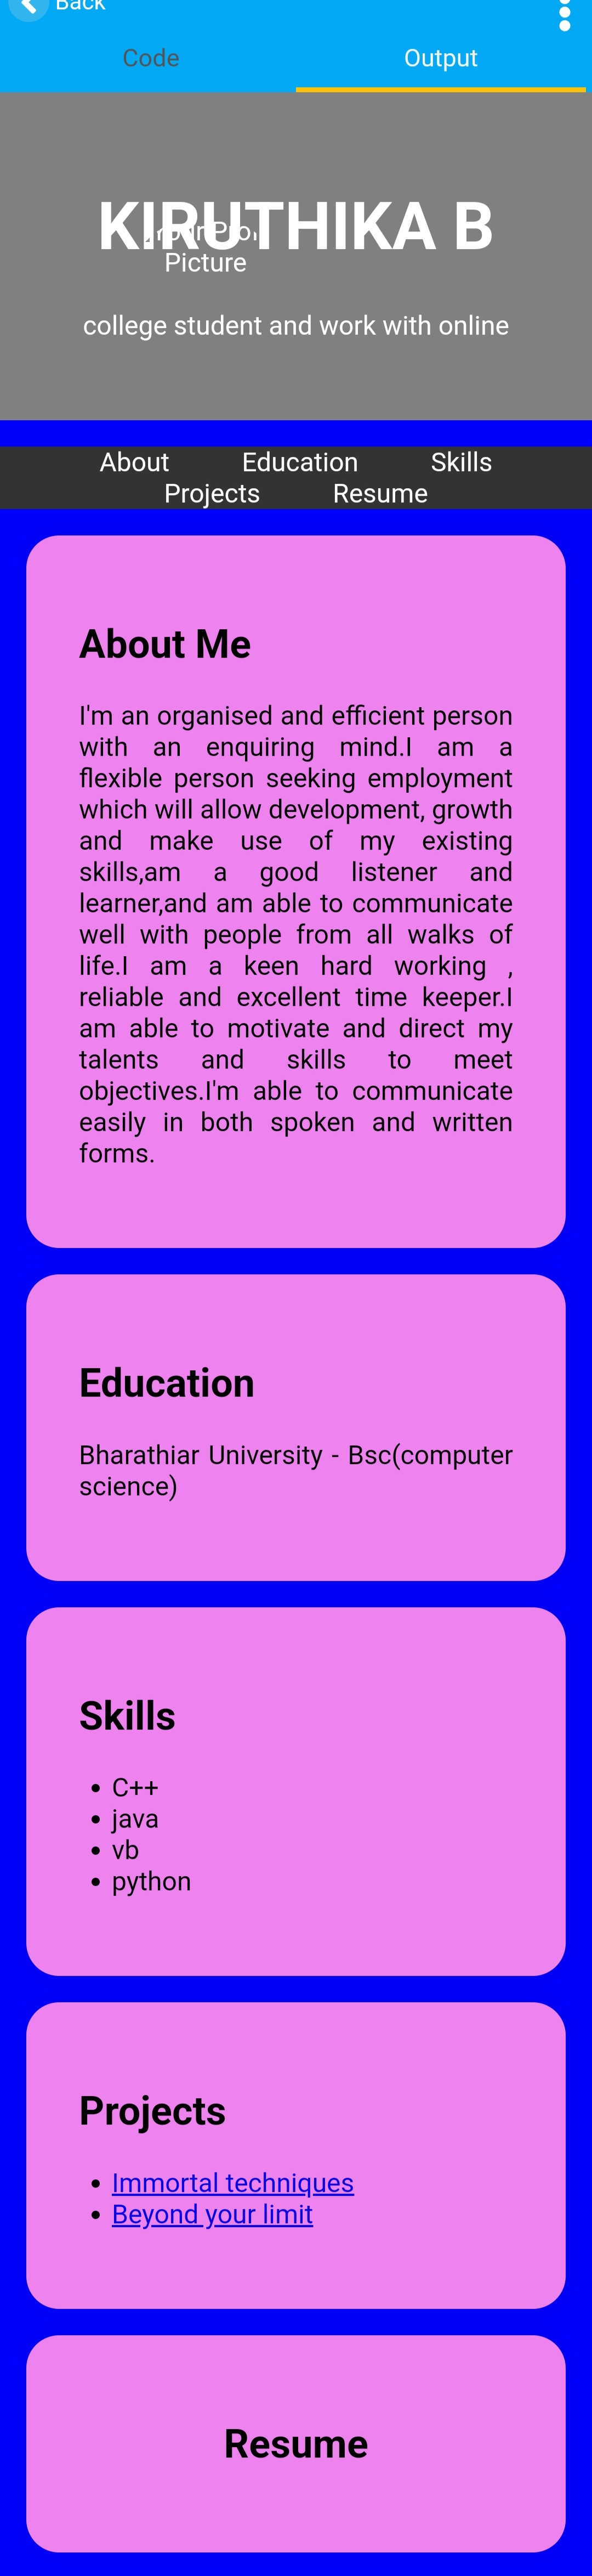 Back
Code Output
KIRUTHIKA B
Picture
college student and work with online
About Education Skills
Projects Resume
About Me
I'm an organised and efficient person
with an enquiring mind.I am a
flexible person seeking employment
which will allow development, growth
and make use of my existing
skills,am a good listener and
learner,and am able to communicate
well with people from all walks of
life.I am a keen hard working ,
reliable and excellent time keeper.I
am able to motivate and direct my
talents and skills to meet
objectives.I'm able to communicate
easily in both spoken and written
forms.
Education
Bharathiar University - Bsc(computer
science)
Skills
• C++
• java
• vb
• python
Projects
• Immortal techniques
• Beyond your limit
Resume